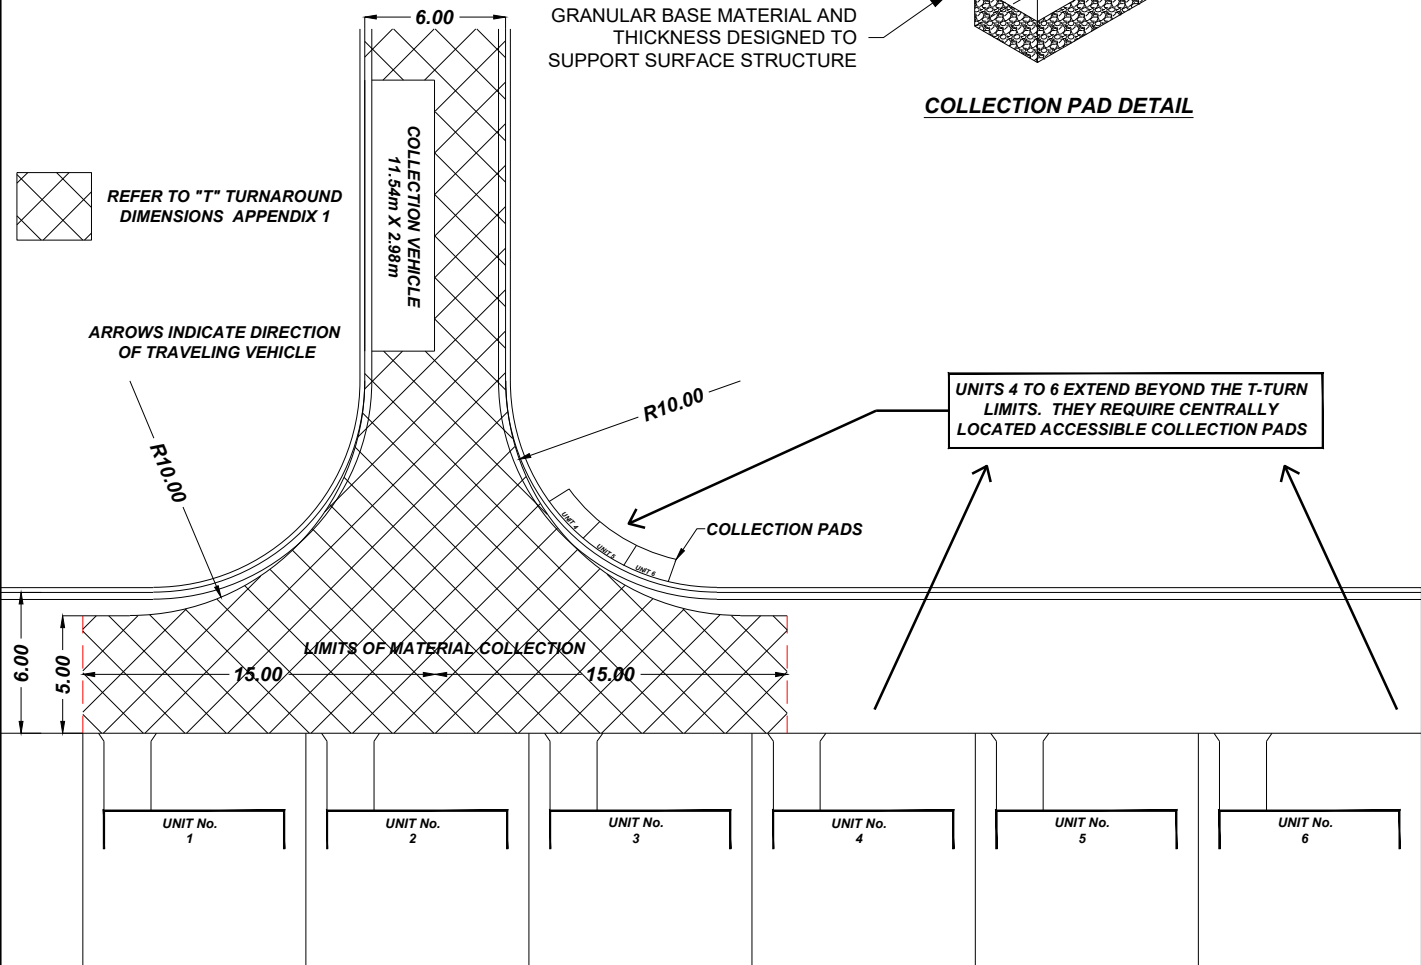 6.00
GRANULAR BASE MATERIAL AND
THICKNESS DESIGNED TO
SUPPORT SURFACE STRUCTURE
COLLECTION PAD DETAIL
COLLECTION VEHICLE
11.54m X 2.98m
REFER TO "T" TURNAROUND
DIMENSIONS APPENDIX 1
ARROWS INDICATE DIRECTION
OF TRAVELING VEHICLE
R10.00
R10.00
UNITS 4 TO 6 EXTEND BEYOND THE T-TURN
LIMITS. THEY REQUIRE CENTRALLY
LOCATED ACCESSIBLE COLLECTION PADS
UNIT 4
UNIT 5
UNIT 6
COLLECTION PADS
6.00
5.00
LIMITS OF MATERIAL COLLECTION
15.00
15.00
UNIT No.
1
UNIT No.
2
UNIT No.
3
UNIT No.
4
UNIT No.
5
UNIT No.
6